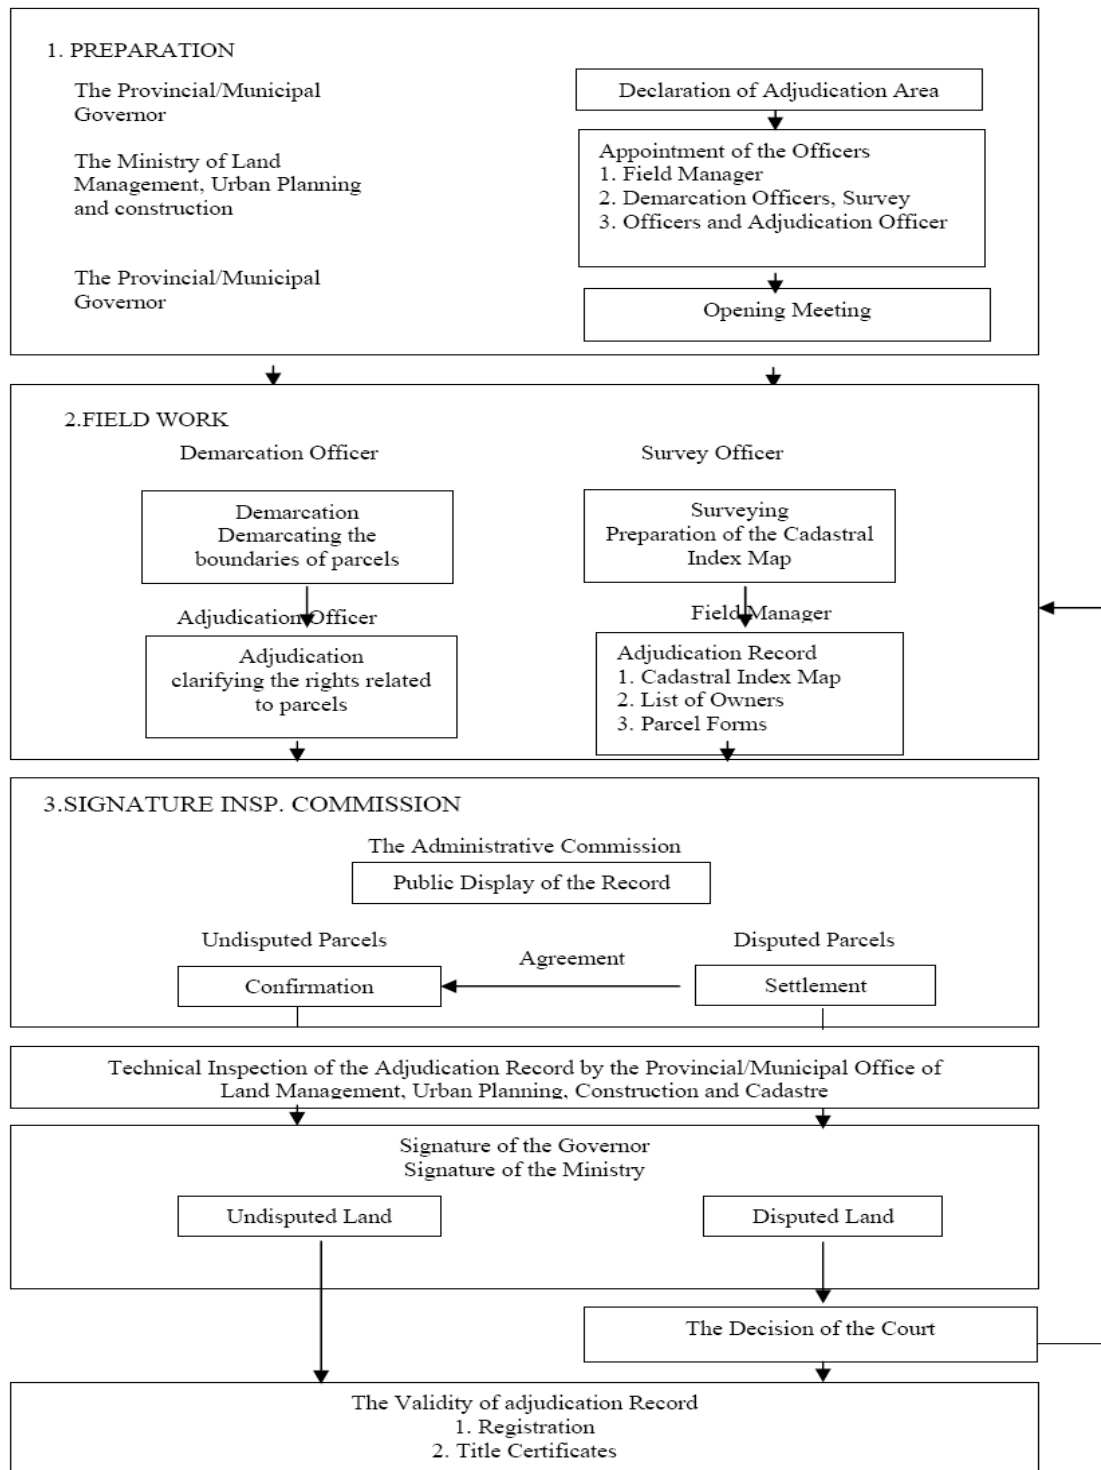 1. PREPARATION
The Provincial/Municipal
Governor
Declaration of Adjudication Area
The Ministry of Land
Management, Urban Planning
and construction
Appointment of the Officers
1. Field Manager
2. Demarcation Officers, Survey
3. Officers and Adjudication Officer
The Provincial/Municipal
Governor
Opening Meeting
2.FIELD WORK
Demarcation Officer
Survey Officer
Demarcation
Demarcating the
boundaries of parcels
Surveying
Preparation of the Cadastral
Index Map
Adjudication Officer
Field Manager
Adjudication
clarifying the rights related
to parcels
Adjudication Record
1. Cadastral Index Map
2. List of Owners
3. Parcel Forms
3.SIGNATURE INSP. COMMISSION
The Administrative Commission
Public Display of the Record
Undisputed Parcels
Disputed Parcels
Agreement
Confirmation
Settlement
Technical Inspection of the Adjudication Record by the Provincial/Municipal Office of
Land Management, Urban Planning, Construction and Cadastre
Signature of the Governor
Signature of the Ministry
Undisputed Land
Disputed Land
The Decision of the Court
The Validity of adjudication Record
1. Registration
2. Title Certificates